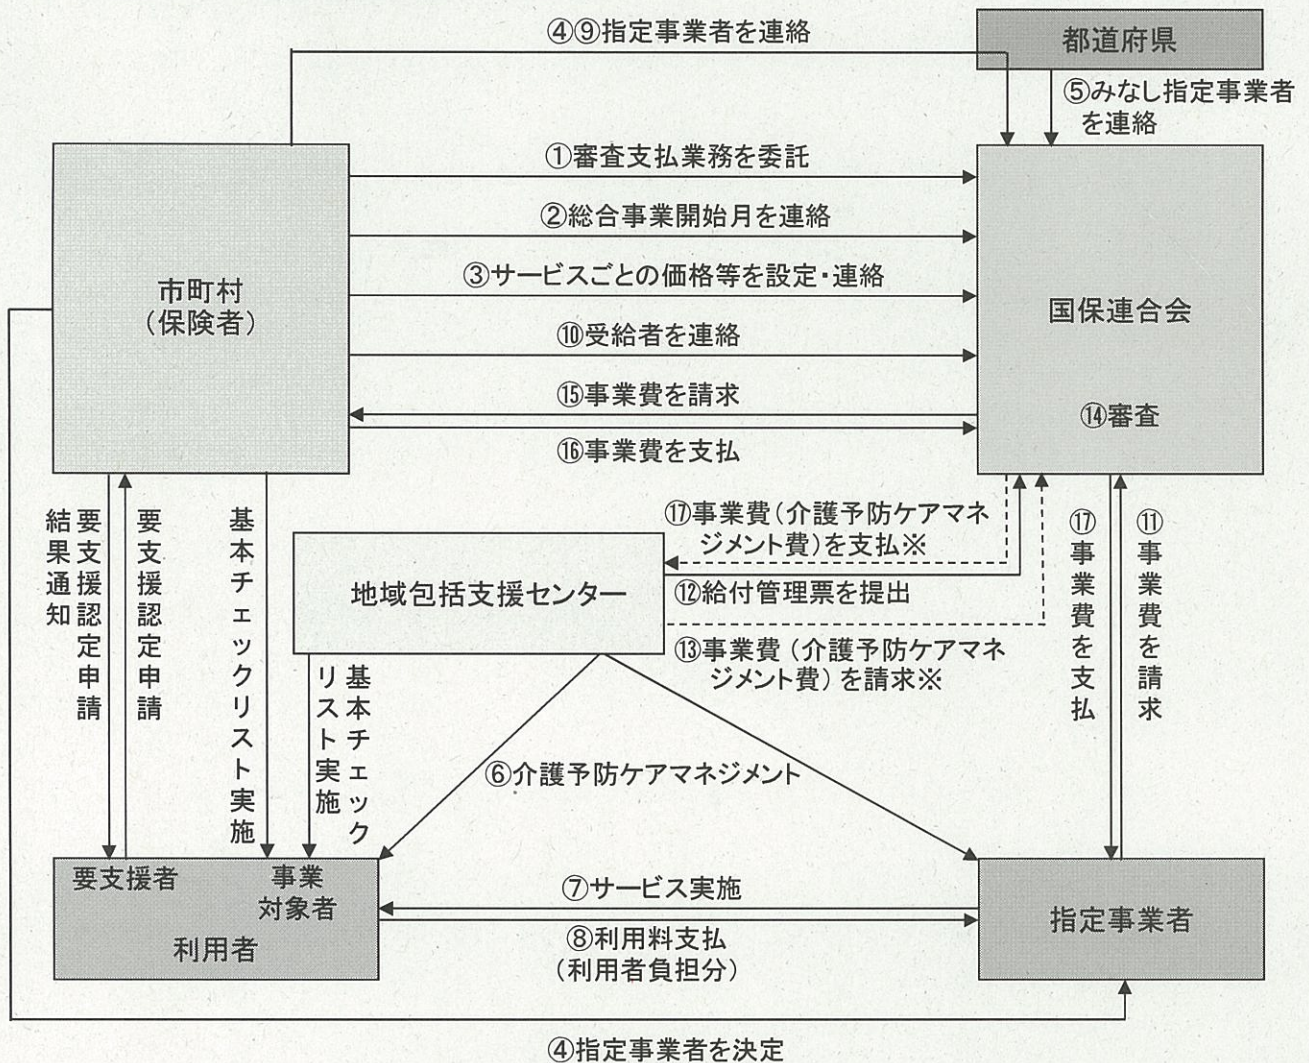 ④⑨指定事業者を連絡
都道府県
⑤みなし指定事業者
を連絡
市町村
（保険者）
①審査支払業務を委託
②総合事業開始月を連絡
③サービスごとの価格等を設定・連絡
⑩受給者を連絡
⑮事業費を請求
⑯事業費を支払
国保連合会
⑭審査
要支援認定申請
結果通知
要支援認定申請
基本チェックリスト実施
地域包括支援センター
⑰事業費（介護予防ケアマネ
ジメント費）を支払※
⑫給付管理票を提出
⑬事業費（介護予防ケアマネ
ジメント費）を請求※
⑰事業費を支払
⑪事業費を請求
基本チェック
リスト実施
⑥介護予防ケアマネジメント
要支援者
事業
対象者
利用者
⑦サービス実施
⑧利用料支払
（利用者負担分）
指定事業者
④指定事業者を決定